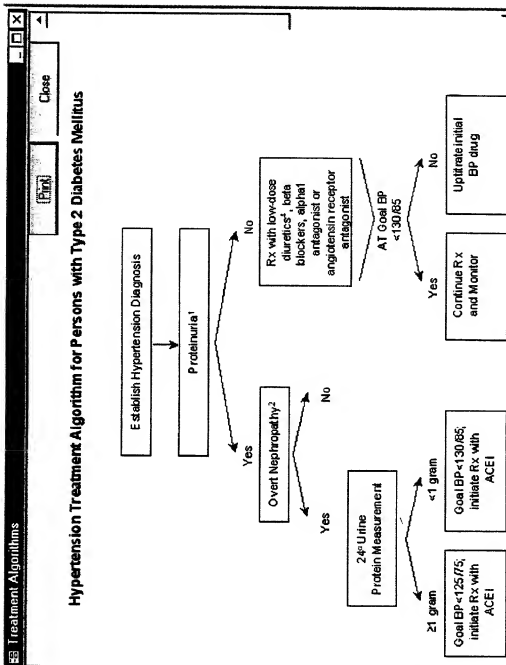 Treatment Algorithms
Print
Close
Hypertension Treatment Algorithm for Persons with Type 2 Diabetes Mellitus
Establish Hypertension Diagnosis
Proteinuria¹
Yes
No
Overt Nephropathy²
Rx with low-dose
diuretics⁴, beta
blockers, alpha1
antagonist or
angiotensin receptor
antagonist
Yes
No
AT Goal BP
<130/85
24º Urine
Protein Measurement
Yes
No
≥1 gram
<1 gram
Goal BP<125/75;
initiate Rx with
ACEI
Goal BP<130/85;
initiate Rx with
ACEI
Continue Rx
and Monitor
Uptitrate initial
BP drug